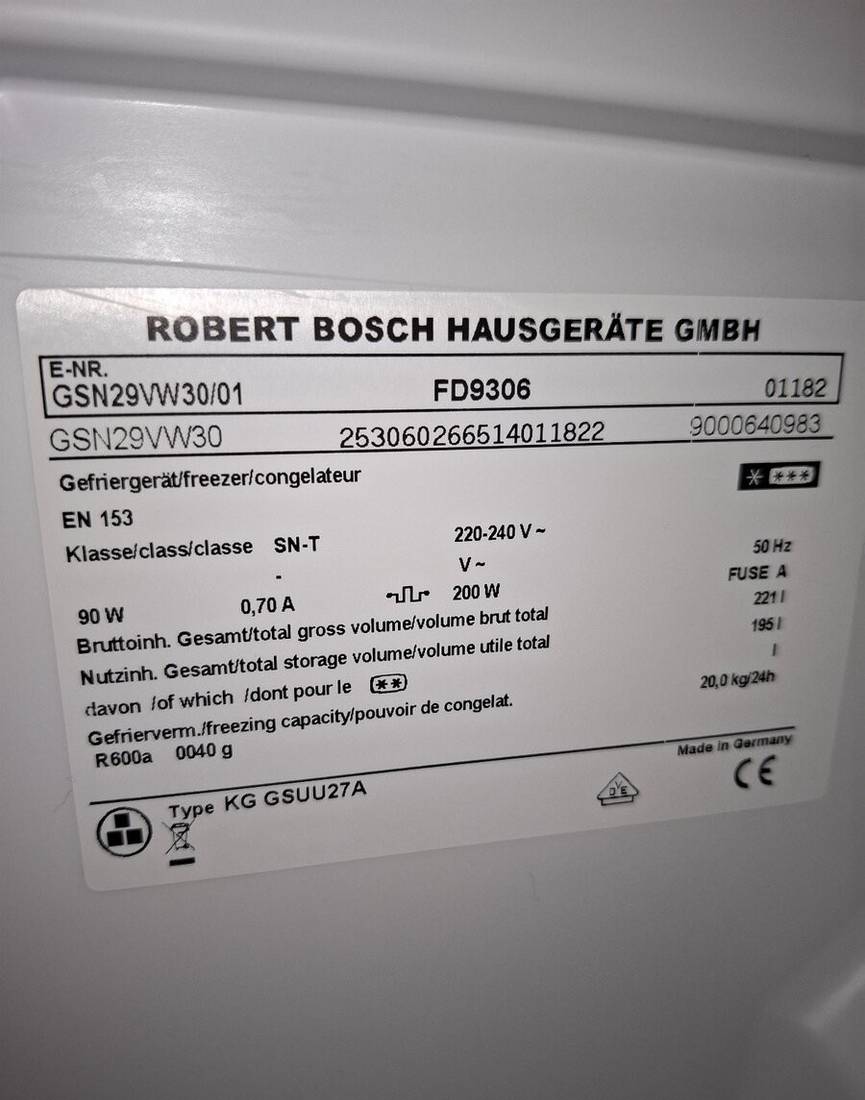 ROBERT BOSCH HAUSGERÄTE GMBH
E-NR.
GSN29VW30/01 FD9306 01182
GSN29VW30 253060266514011822 9000640983
Gefriergerät/freezer/congelateur * ***
EN 153
Klasse/class/classe SN-T 220-240 V ~ 50 Hz
- V ~ FUSE A
90 W 0,70 A 200 W
Bruttoinh. Gesamt/total gross volume/volume brut total 221 l
Nutzinh. Gesamt/total storage volume/volume utile total 195 l
davon /of which /dont pour le ** l
Gefrierverm./freezing capacity/pouvoir de congelat. 20,0 kg/24h
R600a 0040 g
Made in Germany
Type KG GSUU27A DVE CE